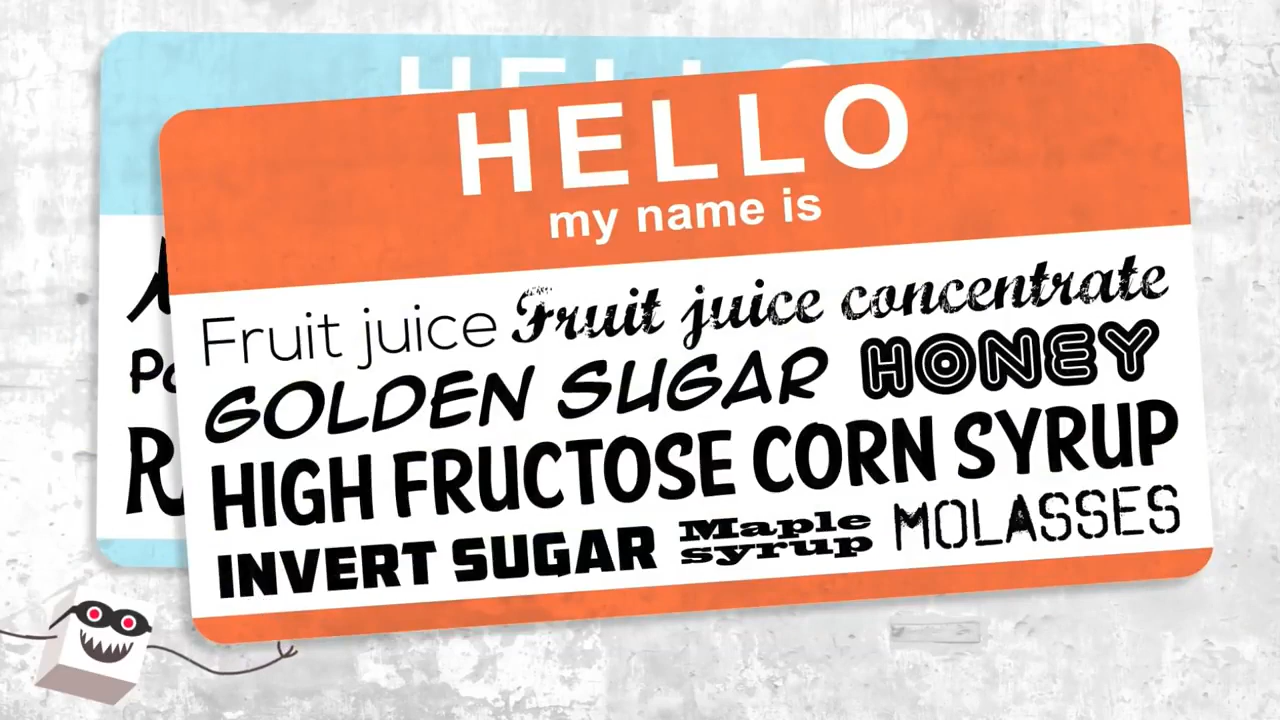 HELLO
HELLO
my name is
Fruit juice Fruit juice concentrate
GOLDEN SUGAR HONEY
HIGH FRUCTOSE CORN SYRUP
INVERT SUGAR Maple syrup MOLASSES